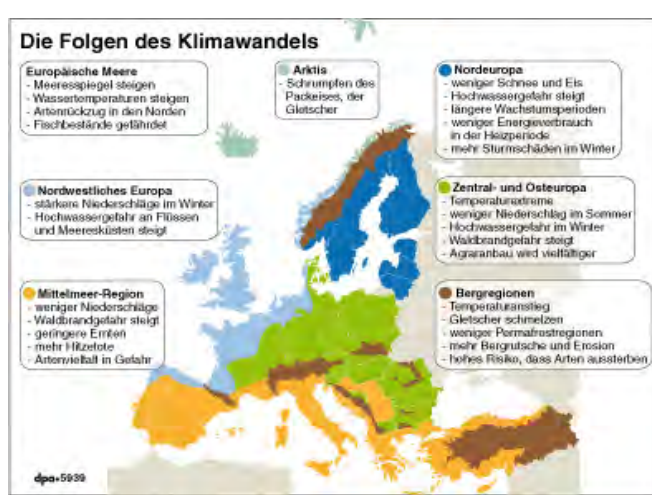 Die Folgen des Klimawandels
Europäische Meere
- Meeresspiegel steigen
- Wassertemperaturen steigen
- Artenrückzug in den Norden
- Fischbestände gefährdet
Arktis
- Schrumpfen des
Packeises, der
Gletscher
Nordeuropa
- weniger Schnee und Eis
- Hochwassergefahr steigt
- längere Wachstumsperioden
- weniger Energieverbrauch
in der Heizperiode
- mehr Sturmschäden im Winter
Nordwestliches Europa
- stärkere Niederschläge im Winter
- Hochwassergefahr an Flüssen
und Meeresküsten steigt
Zentral- und Osteuropa
- Temperaturextreme
- weniger Niederschlag im Sommer
- Hochwassergefahr im Winter
- Waldbrandgefahr steigt
- Agraranbau wird vielfältiger
Mittelmeer-Region
- weniger Niederschläge
- Waldbrandgefahr steigt
- geringere Ernten
- mehr Hitzetote
- Artenvielfalt in Gefahr
Bergregionen
- Temperaturanstieg
- Gletscher schmelzen
- weniger Permafrostregionen
- mehr Bergrutsche und Erosion
- hohes Risiko, dass Arten aussterben
dpa•5939